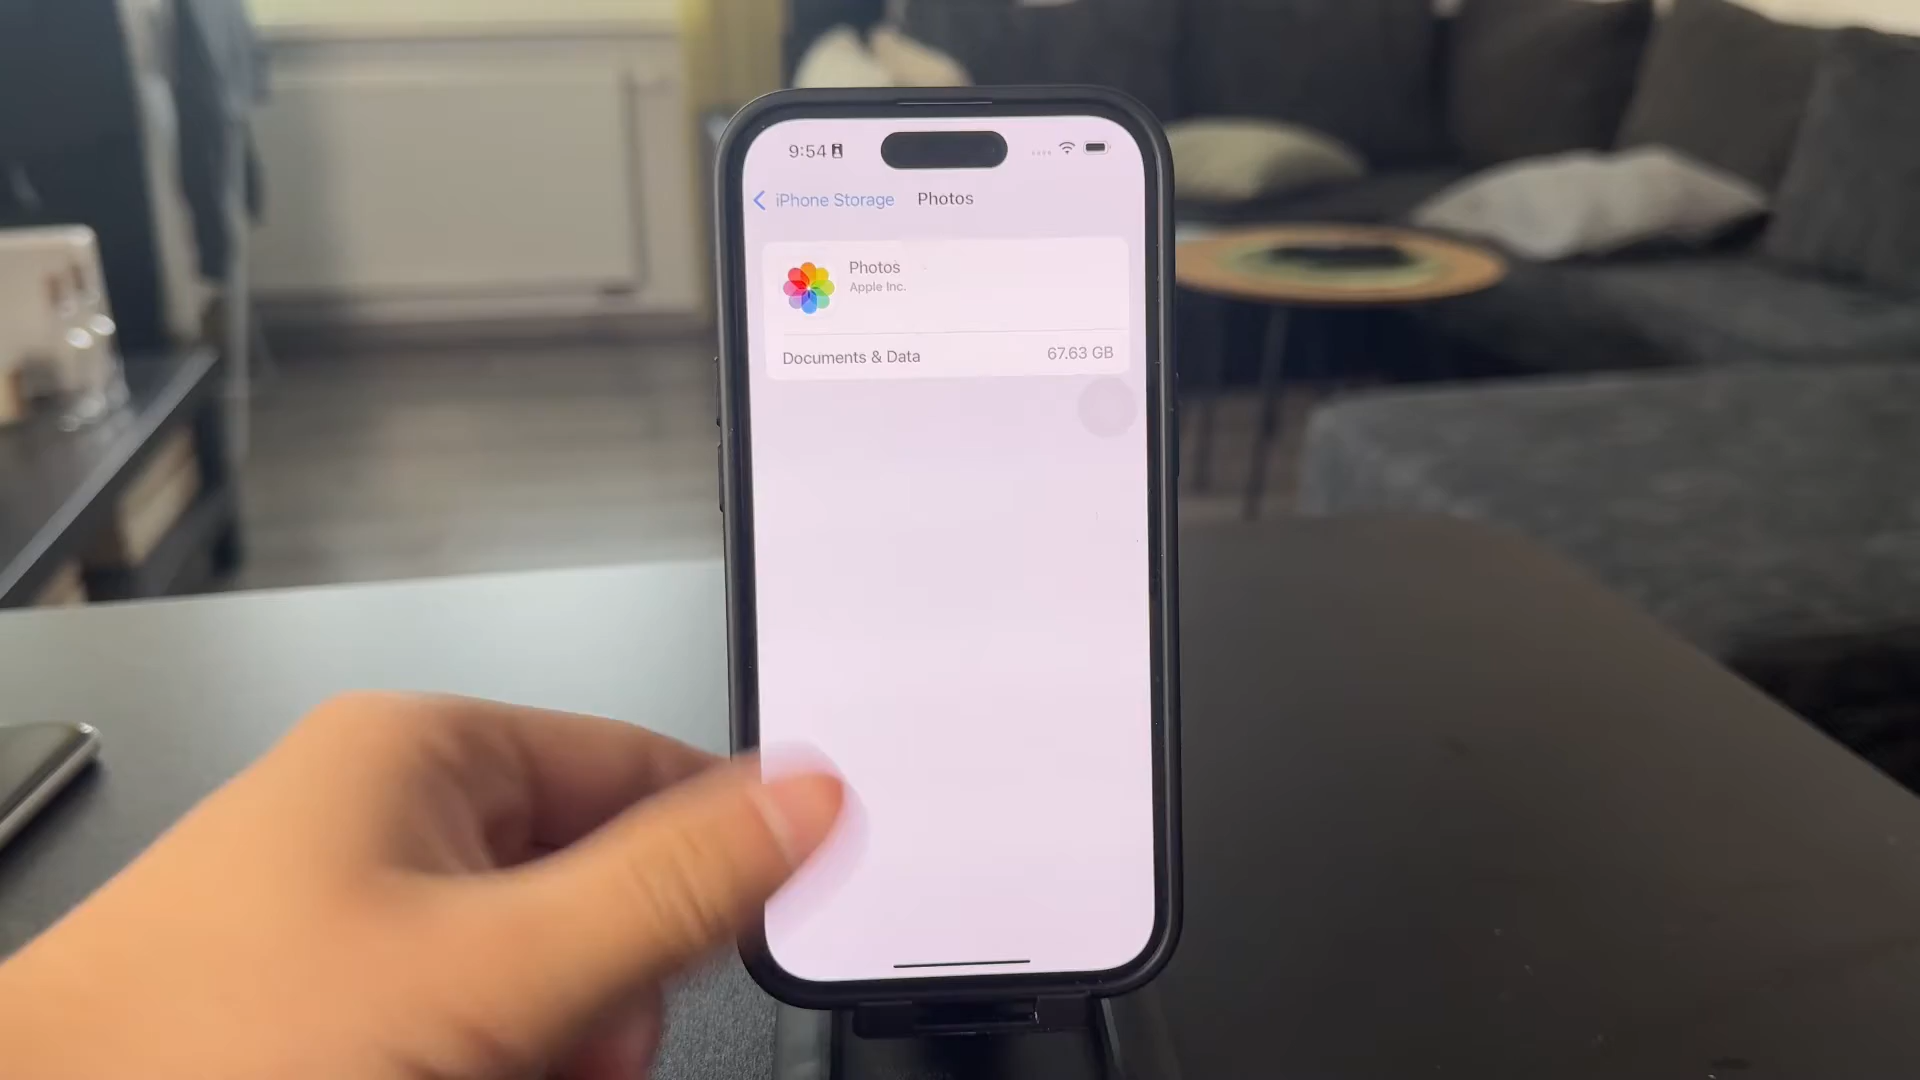 9:54
iPhone Storage Photos
Photos
Apple Inc.
Documents & Data 67.63 GB